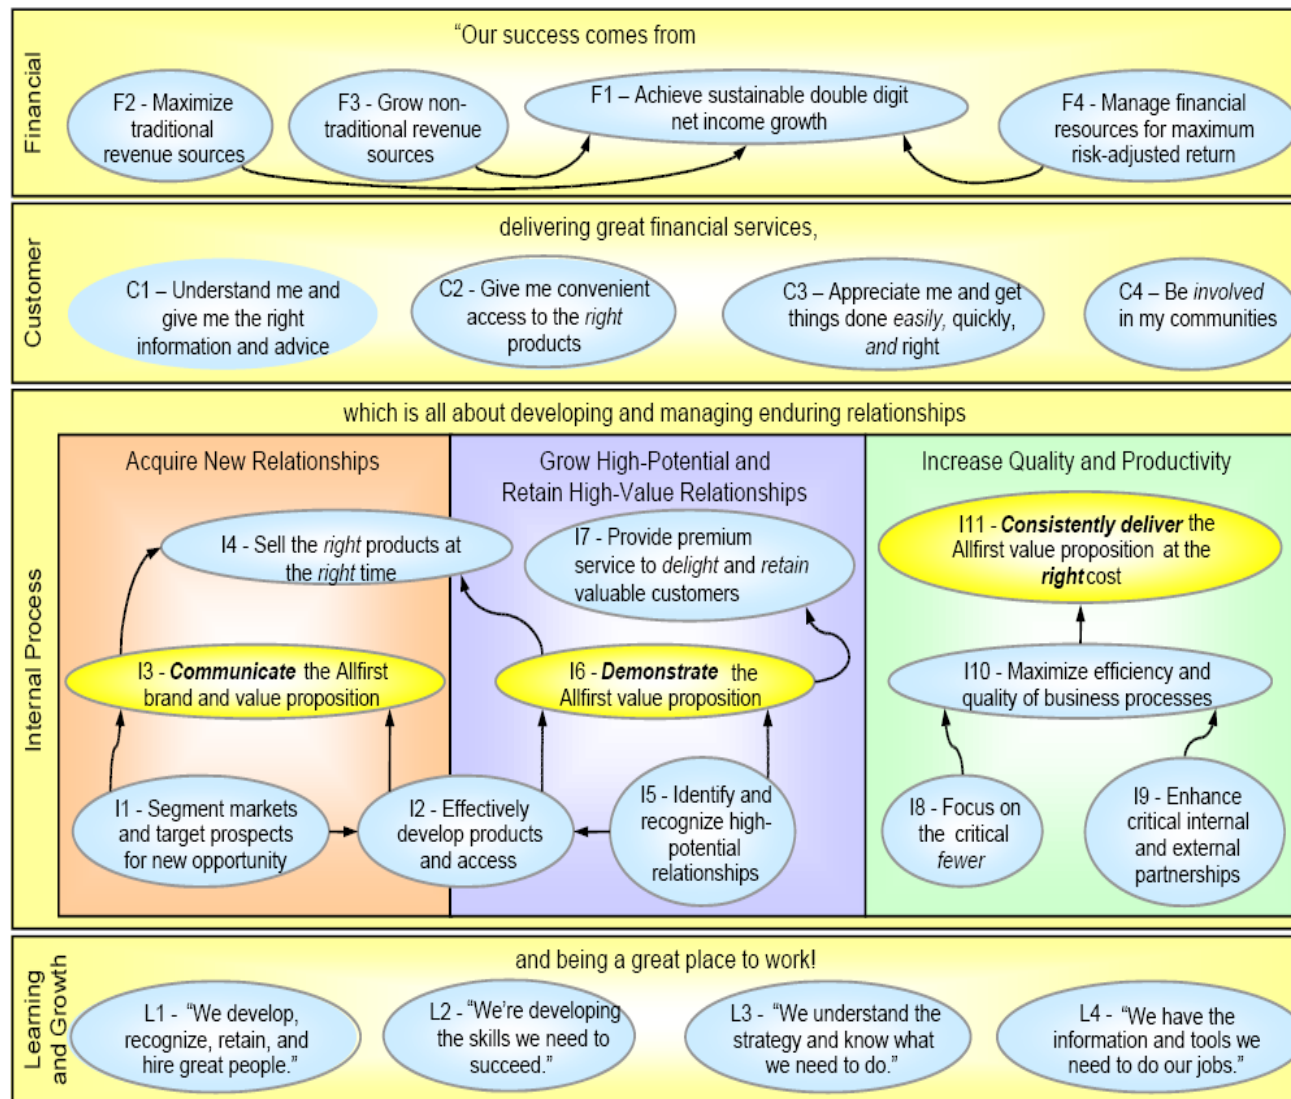 Financial
“Our success comes from
F2 - Maximize
traditional
revenue sources
F3 - Grow non-
traditional revenue
sources
F1 – Achieve sustainable double digit
net income growth
F4 - Manage financial
resources for maximum
risk-adjusted return
Customer
delivering great financial services,
C1 – Understand me and
give me the right
information and advice
C2 - Give me convenient
access to the right
products
C3 – Appreciate me and get
things done easily, quickly,
and right
C4 – Be involved
in my communities
Internal Process
which is all about developing and managing enduring relationships
Acquire New Relationships
I4 - Sell the right products at
the right time
I3 - Communicate the Allfirst
brand and value proposition
I1 - Segment markets
and target prospects
for new opportunity
I2 - Effectively
develop products
and access
Grow High-Potential and
Retain High-Value Relationships
I7 - Provide premium
service to delight and retain
valuable customers
I6 - Demonstrate the
Allfirst value proposition
I5 - Identify and
recognize high-
potential
relationships
Increase Quality and Productivity
I11 - Consistently deliver the
Allfirst value proposition at the
right cost
I10 – Maximize efficiency and
quality of business processes
I8 - Focus on
the critical
fewer
I9 - Enhance
critical internal
and external
partnerships
Learning
and Growth
and being a great place to work!
L1 - “We develop,
recognize, retain, and
hire great people.”
L2 - “We’re developing
the skills we need to
succeed.”
L3 - “We understand the
strategy and know what
we need to do.”
L4 - “We have the
information and tools we
need to do our jobs.”